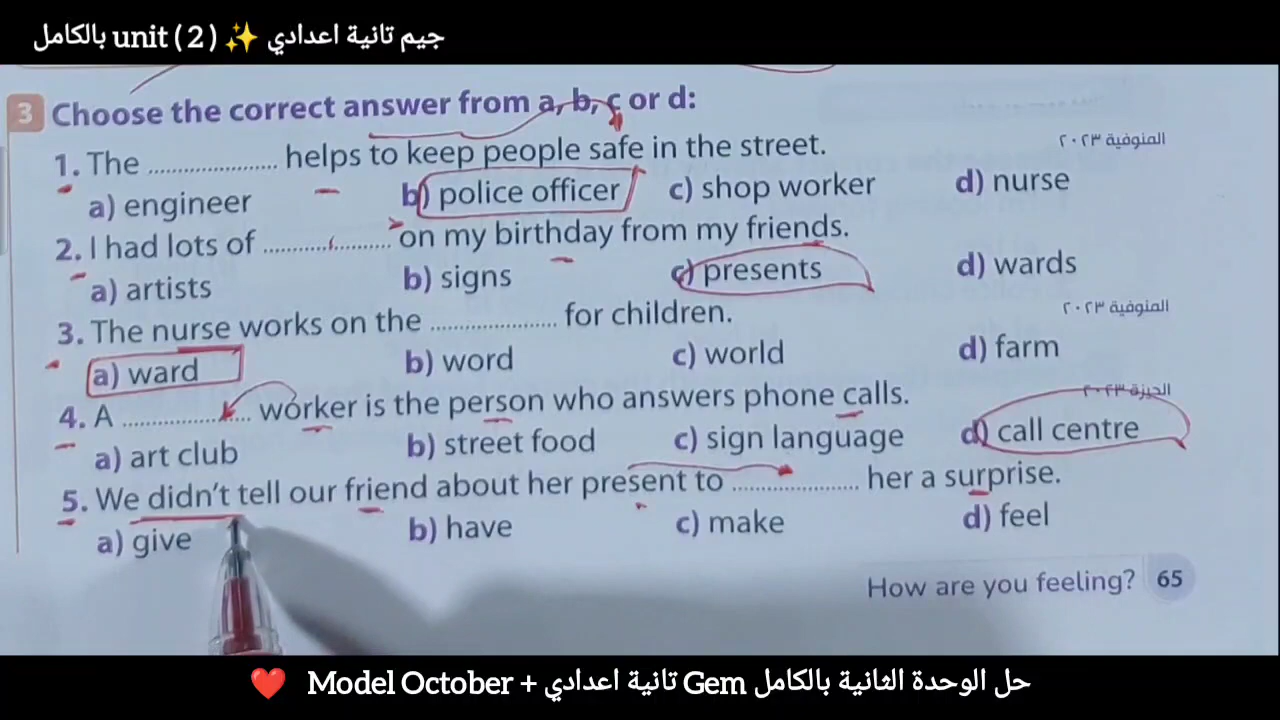 جيم تانية اعدادي ✨ unit ( 2 ) بالكامل
3 Choose the correct answer from a, b, c or d:
1. The .................... helps to keep people safe in the street. المنوفية ٢٠٢٣
a) engineer b) police officer c) shop worker d) nurse
2. I had lots of .................... on my birthday from my friends.
a) artists b) signs c) presents d) wards
3. The nurse works on the .................... for children. المنوفية ٢٠٢٣
a) ward b) word c) world d) farm
4. A .................... worker is the person who answers phone calls. الجيزة ٢٠٢٣
a) art club b) street food c) sign language d) call centre
5. We didn't tell our friend about her present to .................... her a surprise.
a) give b) have c) make d) feel
How are you feeling? 65
حل الوحدة الثانية بالكامل Gem تانية اعدادي + Model October ❤️